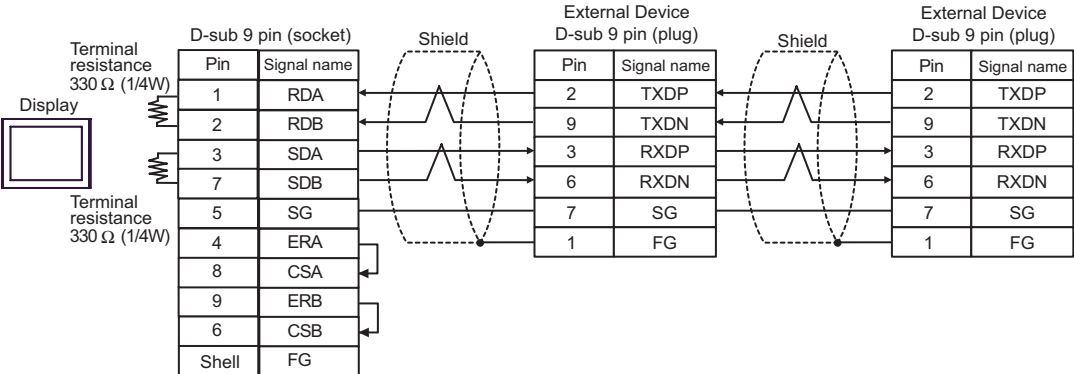 External Device
External Device
D-sub 9 pin (socket)
Shield
D-sub 9 pin (plug)
Shield
D-sub 9 pin (plug)
Terminal
resistance
330 Ω (1/4W)
Display
Pin Signal name
1 RDA
2 RDB
3 SDA
7 SDB
5 SG
4 ERA
8 CSA
9 ERB
6 CSB
Shell FG
Terminal
resistance
330 Ω (1/4W)
Pin Signal name
2 TXDP
9 TXDN
3 RXDP
6 RXDN
7 SG
1 FG
Pin Signal name
2 TXDP
9 TXDN
3 RXDP
6 RXDN
7 SG
1 FG